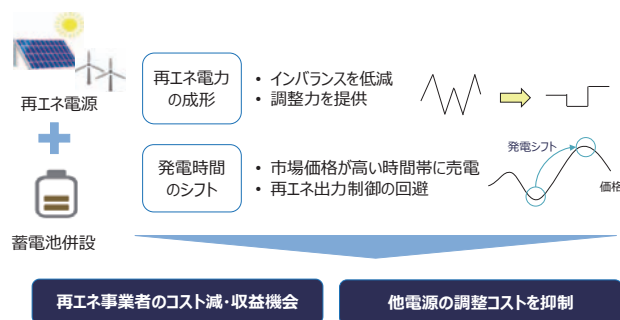 再エネ電源
蓄電池併設
再エネ電力
の成形
・ インバランスを低減
・ 調整力を提供
発電時間
のシフト
・ 市場価格が高い時間帯に売電
・ 再エネ出力制御の回避
発電シフト
価格
再エネ事業者のコスト減・収益機会
他電源の調整コストを抑制